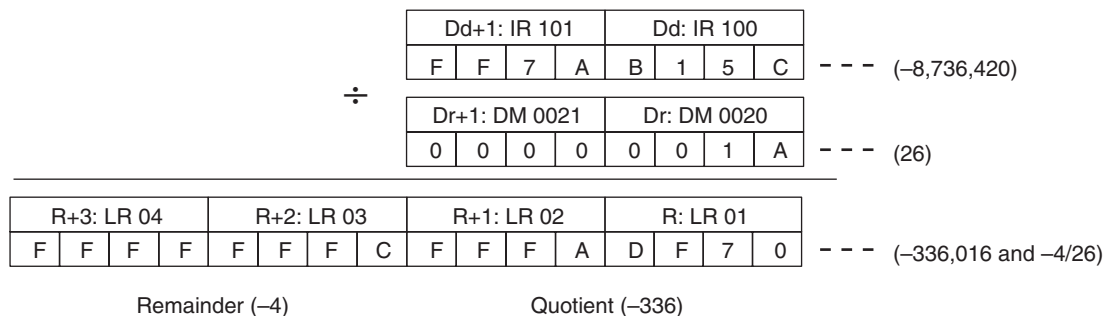 Dd+1: IR 101 Dd: IR 100
F F 7 A B 1 5 C – – – (–8,736,420)
÷
Dr+1: DM 0021 Dr: DM 0020
0 0 0 0 0 0 1 A – – – (26)
R+3: LR 04 R+2: LR 03 R+1: LR 02 R: LR 01
F F F F F F F C F F F A D F 7 0 – – – (–336,016 and –4/26)
Remainder (–4) Quotient (–336)